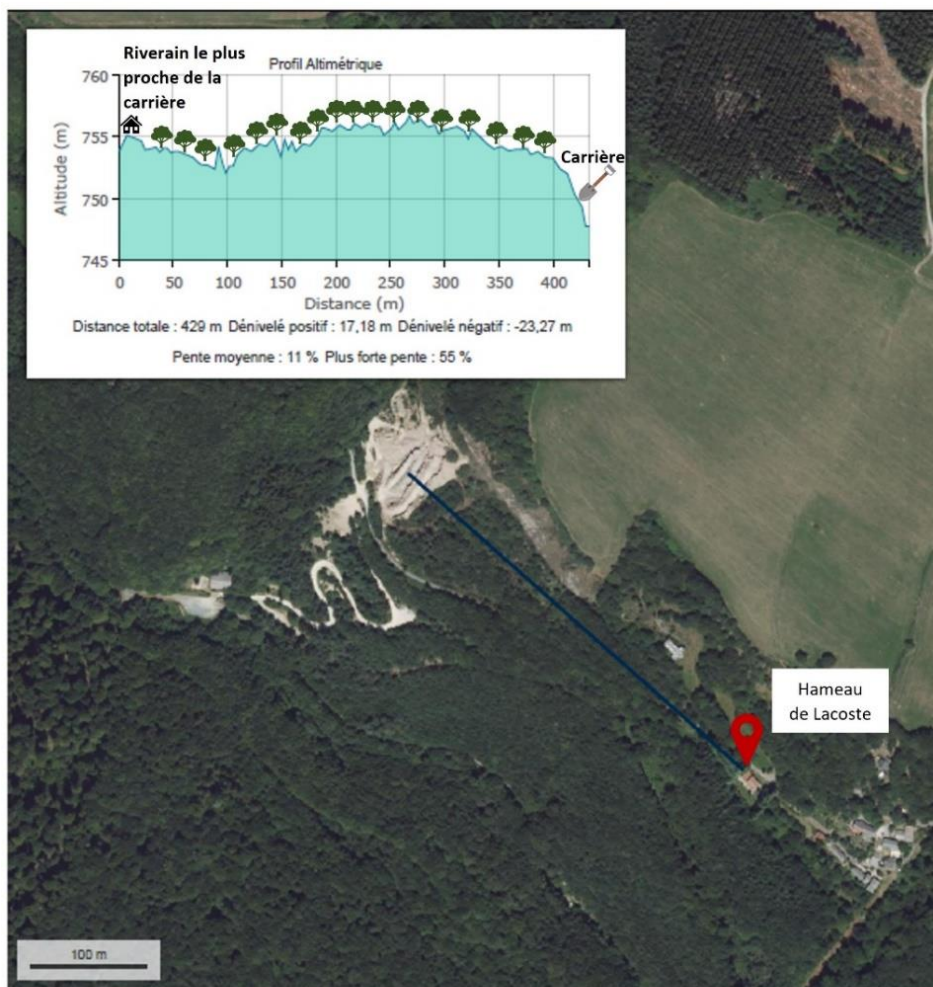 Riverain le plus
proche de la
carrière
Profil Altimétrique
760
755
750
745
Altitude (m)
Carrière
0 50 100 150 200 250 300 350 400
Distance (m)
Distance totale : 429 m Dénivelé positif : 17,18 m Dénivelé négatif : -23,27 m
Pente moyenne : 11 % Plus forte pente : 55 %
Hameau
de Lacoste
100 m